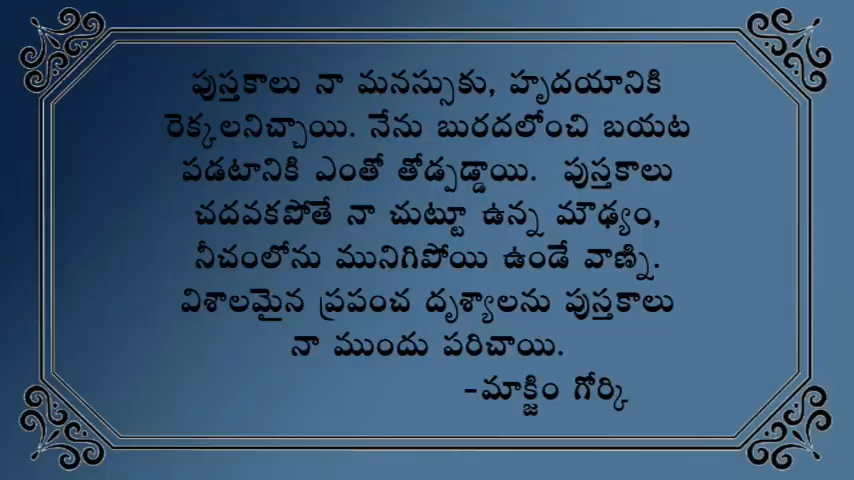 పుస్తకాలు నా మనస్సుకు, హృదయానికి
రెక్కలనిచ్చాయి. నేను బురదలోంచి బయట
పడటానికి ఎంతో తోడ్పడ్డాయి. పుస్తకాలు
చదవకపోతే నా చుట్టూ ఉన్న మౌఢ్యం,
నీచంలోను మునిగిపోయి ఉండే వాణ్ని.
విశాలమైన ప్రపంచ దృశ్యాలను పుస్తకాలు
నా ముందు పరిచాయి.
-మాక్జిం గోర్కి